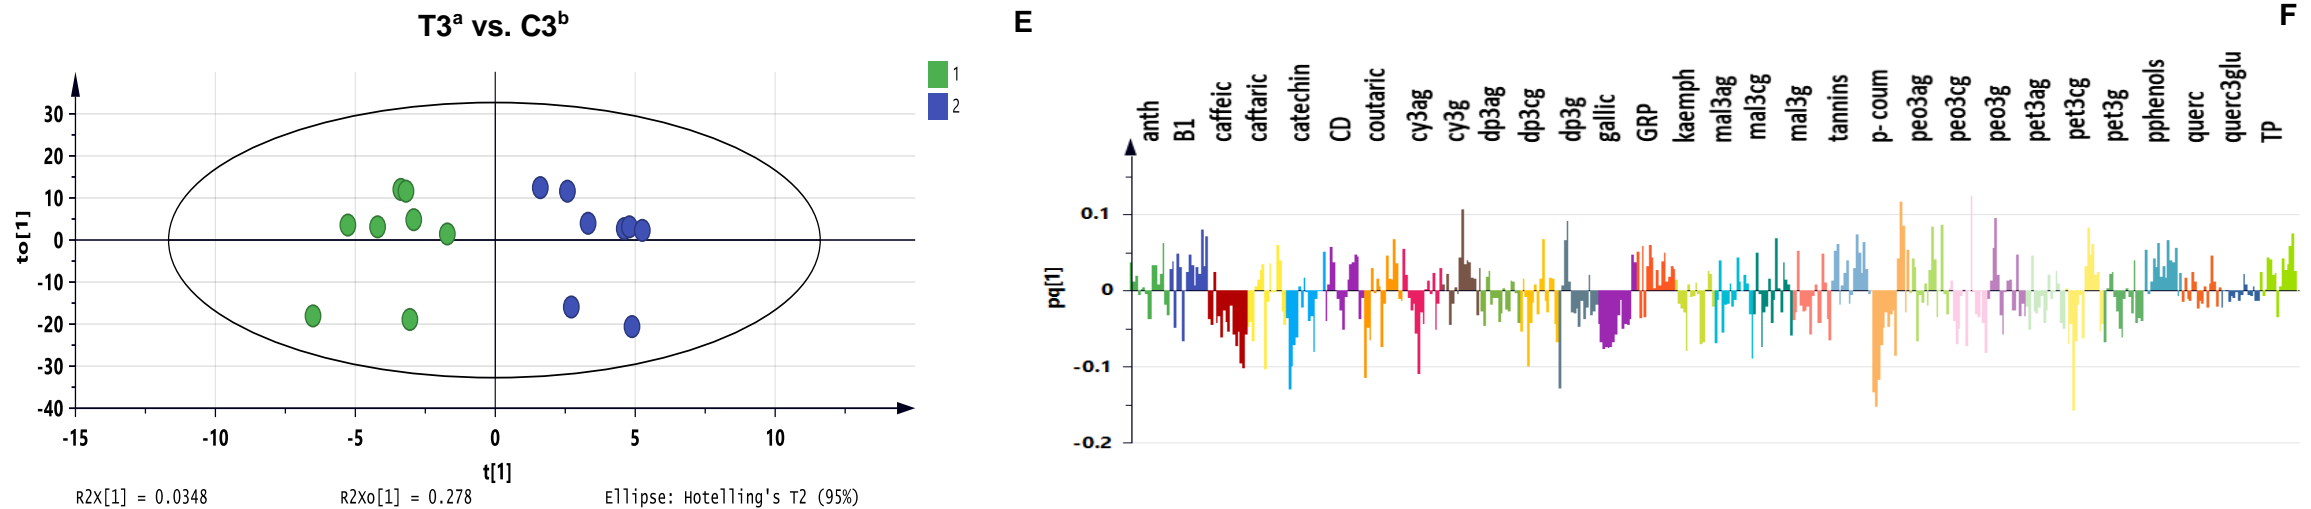 T3ᵃ vs. C3ᵇ
E
F
1
2
30
20
10
0
-10
-20
-30
-40
to[1]
-15
-10
-5
0
5
10
t[1]
R2X[1] = 0.0348
R2Xo[1] = 0.278
Ellipse: Hotelling's T2 (95%)
anth
B1
caffeic
caftaric
catechin
CD
coutaric
cy3ag
cy3g
dp3ag
dp3cg
dp3g
gallic
GRP
kaemph
mal3ag
mal3cg
mal3g
tannins
p- coum
peo3ag
peo3cg
peo3g
pet3ag
pet3cg
pet3g
pphenols
querc
querc3glu
TP
0.1
0
-0.1
-0.2
pq[1]